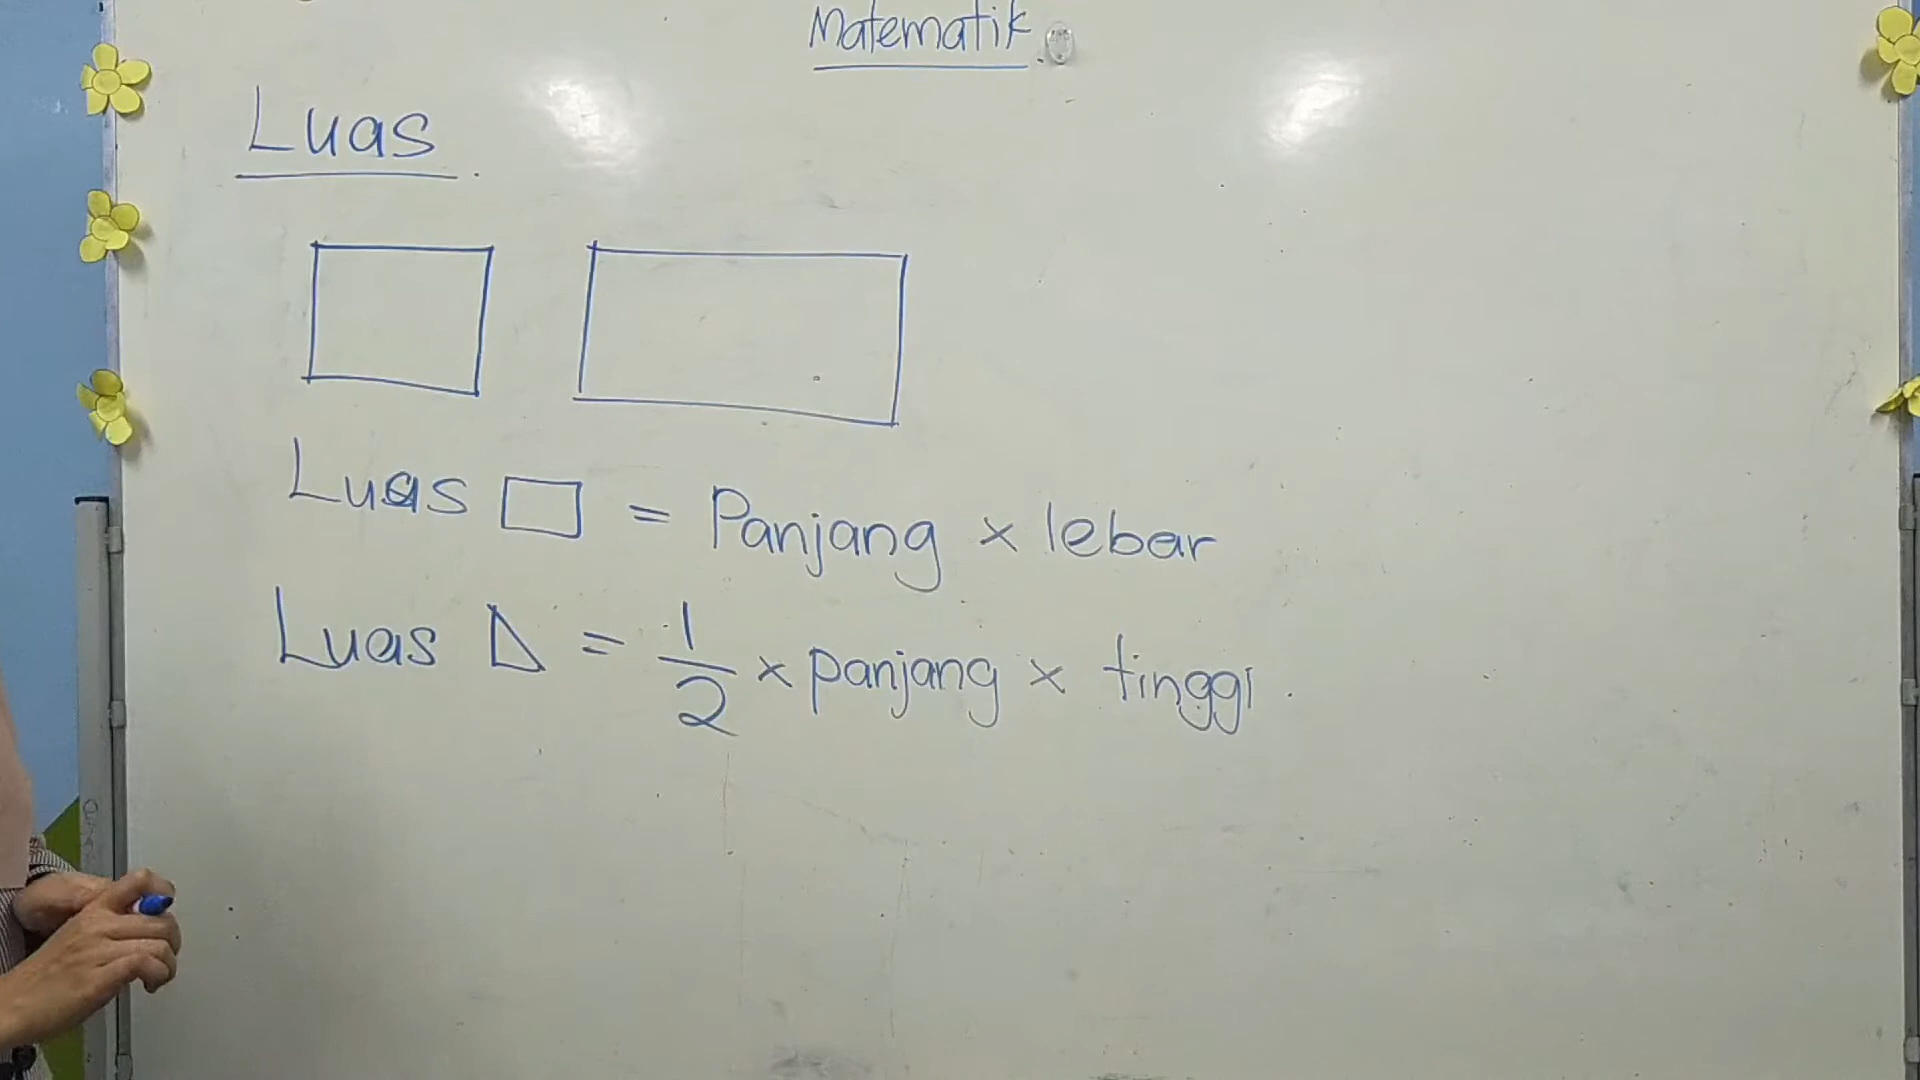 Matematik.
Luas.
Luas □ = Panjang × lebar
Luas △ = 1/2 × panjang × tinggi.